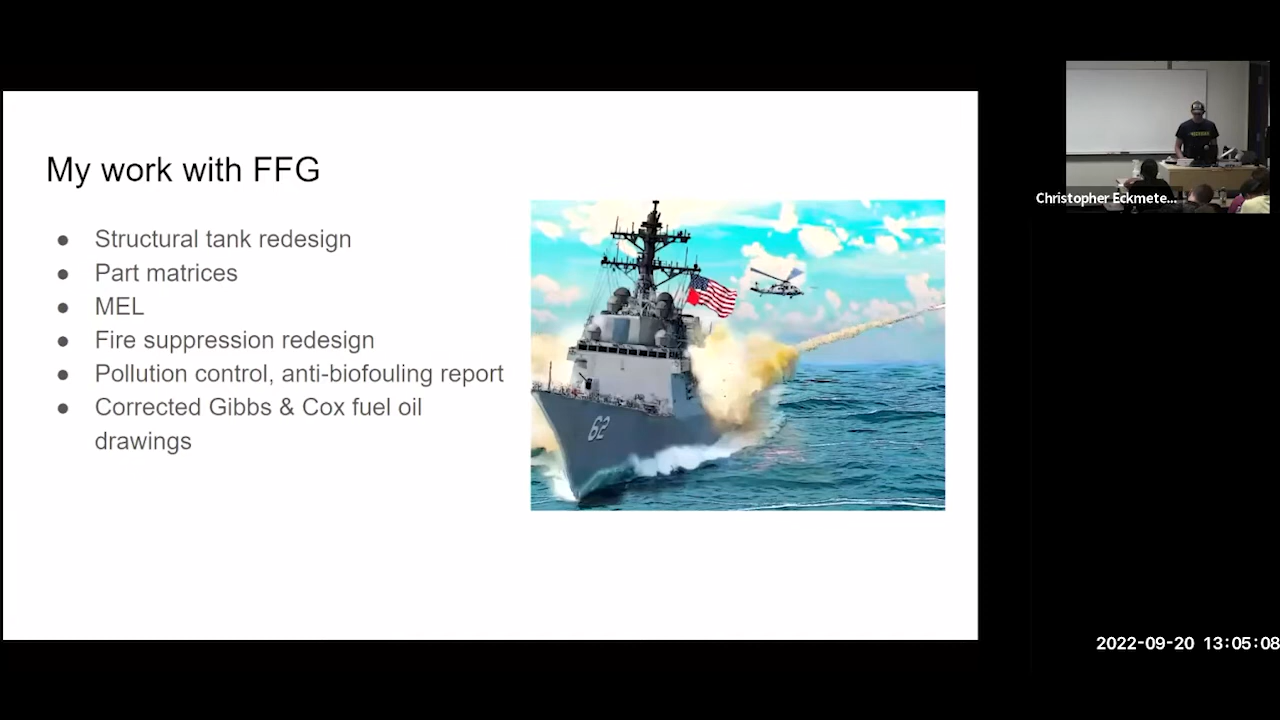 My work with FFG
● Structural tank redesign
● Part matrices
● MEL
● Fire suppression redesign
● Pollution control, anti-biofouling report
● Corrected Gibbs & Cox fuel oil
drawings
62
Christopher Eckmete...
2022-09-20 13:05:08